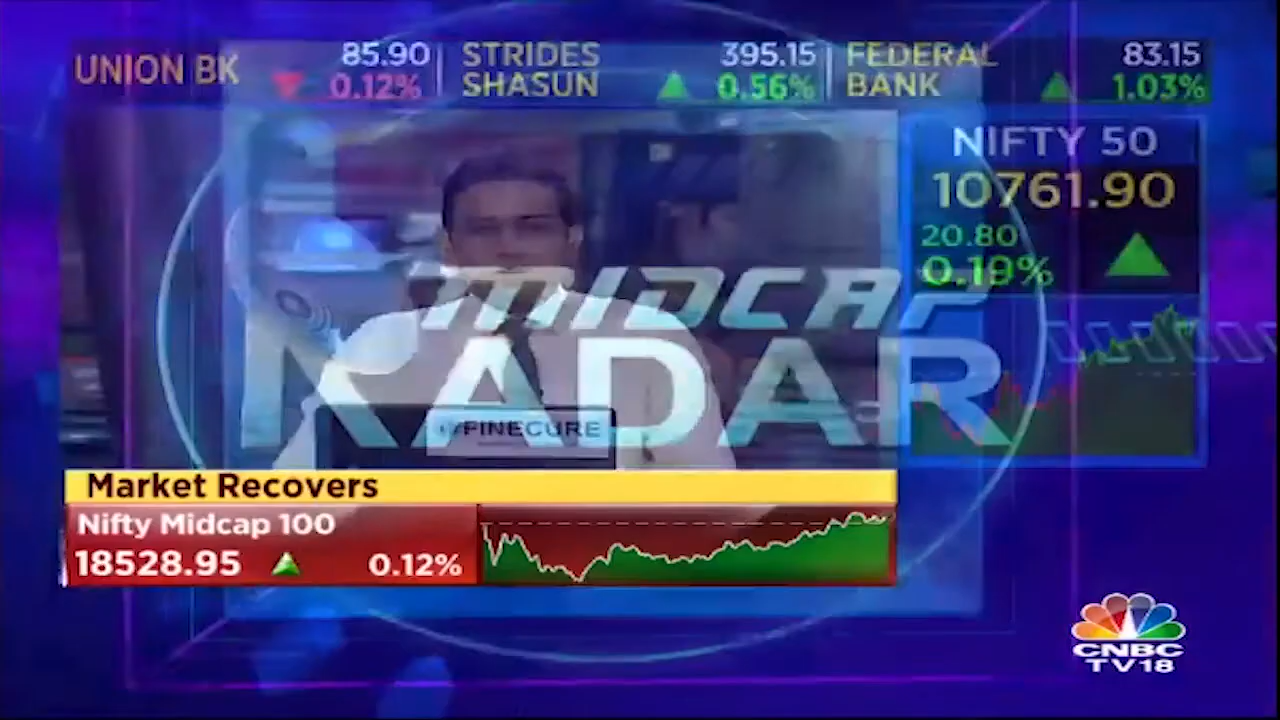 UNION BK 85.90 0.12%
STRIDES SHASUN 395.15 0.56%
FEDERAL BANK 83.15 1.03%
NIFTY 50
10761.90
20.80
0.19%
MIDCAP
RADAR
FINECURE
Market Recovers
Nifty Midcap 100
18528.95 0.12%
CNBC
TV18